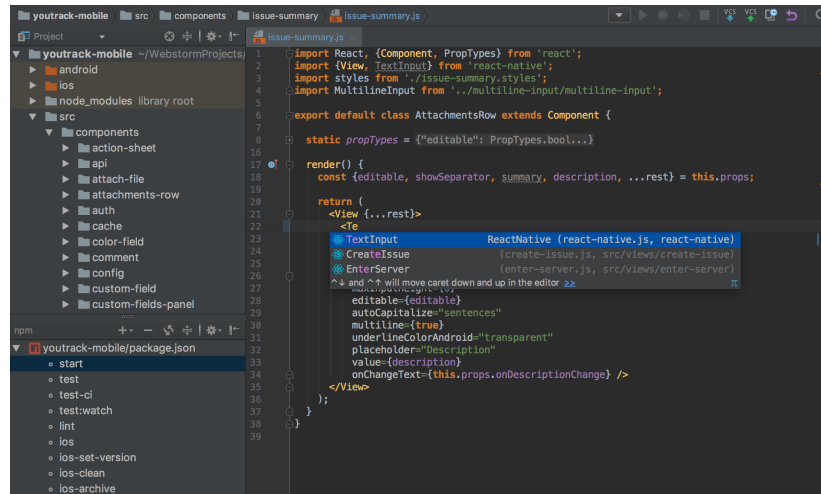 youtrack-mobile src components issue-summary issue-summary.js
VCS VCS
Project
issue-summary.js
youtrack-mobile ~/WebstormProjects/
android
ios
node_modules library root
src
components
action-sheet
api
attach-file
attachments-row
auth
cache
color-field
comment
config
custom-field
custom-fields-panel
npm
youtrack-mobile/package.json
start
test
test-ci
test:watch
lint
ios
ios-set-version
ios-clean
ios-archive
1 import React, {Component, PropTypes} from 'react';
2 import {View, TextInput} from 'react-native';
3 import styles from './issue-summary.styles';
4 import MultilineInput from '../multiline-input/multiline-input';
5
6 export default class AttachmentsRow extends Component {
7
8 static propTypes = {"editable": PropTypes.bool...}
16
17 render() {
18 const {editable, showSeparator, summary, description, ...rest} = this.props;
19
20 return (
21 <View {...rest}>
22 <Te
23 TextInput ReactNative (react-native.js, react-native)
24 CreateIssue (create-issue.js, src/views/create-issue)
25 EnterServer (enter-server.js, src/views/enter-server)
26 ^↓ and ^↑ will move caret down and up in the editor >> π
27
28 editable={editable}
29 autoCapitalize="sentences"
30 multiline={true}
31 underlineColorAndroid="transparent"
32 placeholder="Description"
33 value={description}
34 onChangeText={this.props.onDescriptionChange} />
35 </View>
36 );
37 }
38 }
39